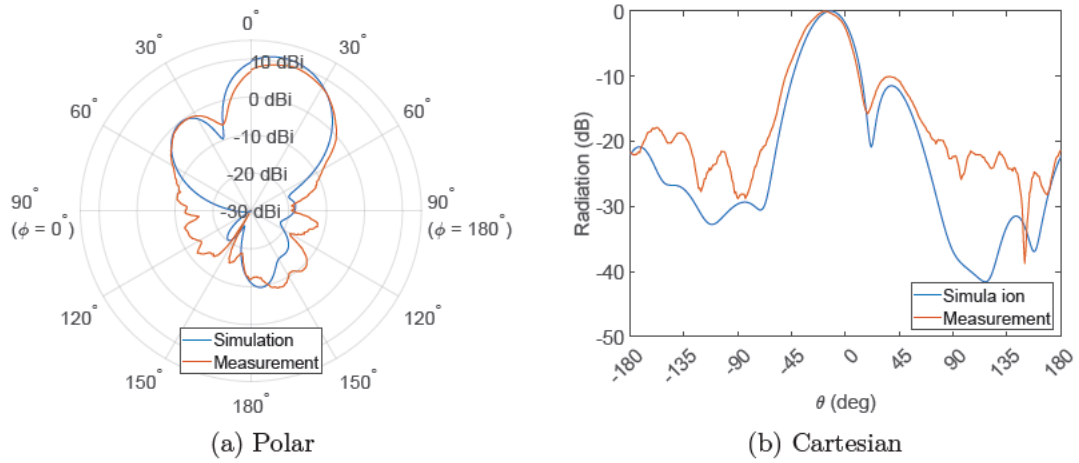 0°
30°
30°
60°
60°
90°
(ϕ = 0°)
90°
(ϕ = 180°)
120°
120°
150°
150°
180°
10 dBi
0 dBi
-10 dBi
-20 dBi
-30 dBi
Simulation
Measurement
(a) Polar
0
-10
-20
-30
-40
-50
Radiation (dB)
-180
-135
-90
-45
0
45
90
135
180
θ (deg)
Simula ion
Measurement
(b) Cartesian